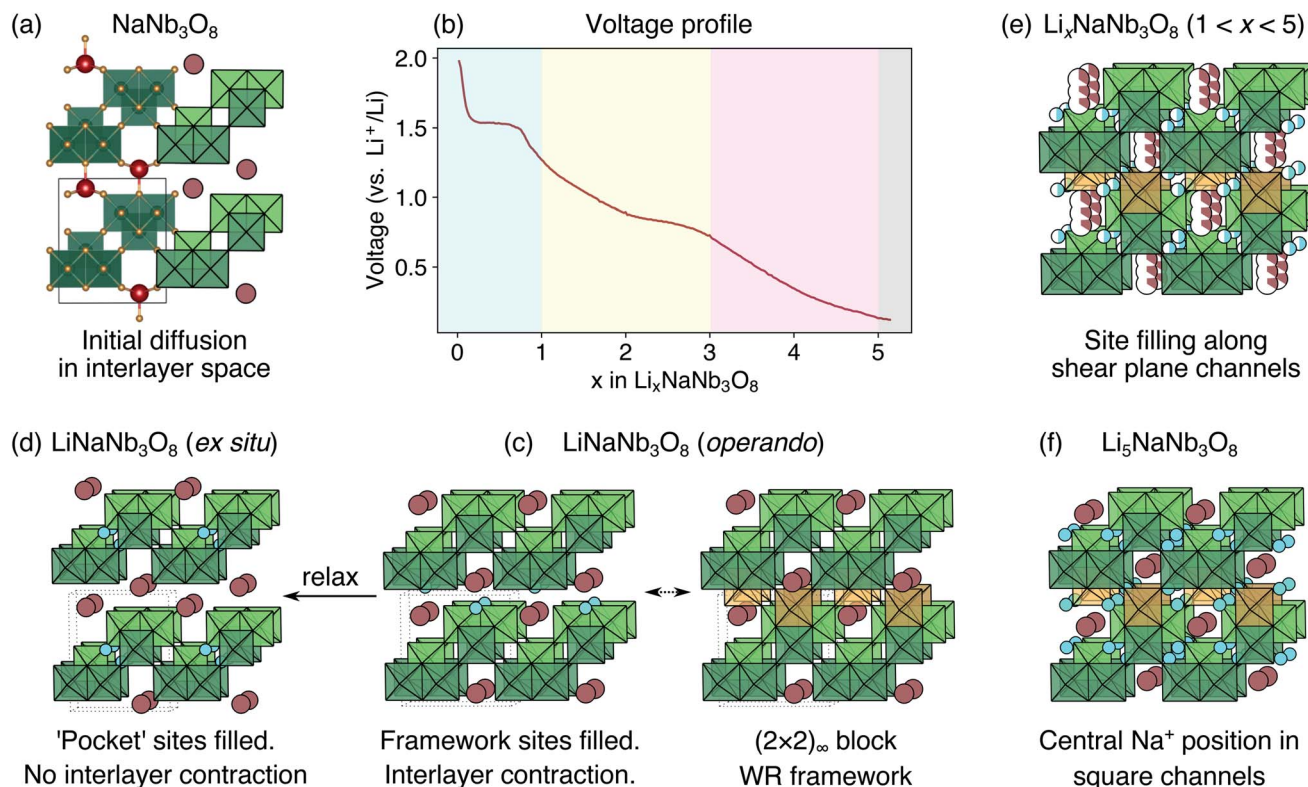 (a) NaNb₃O₈
Initial diffusion
in interlayer space
(b) Voltage profile
Voltage (vs. Li⁺/Li)
2.0
1.5
1.0
0.5
0 1 2 3 4 5
x in LiₓNaNb₃O₈
(e) LiₓNaNb₃O₈ (1 < x < 5)
Site filling along
shear plane channels
(d) LiNaNb₃O₈ (ex situ)
'Pocket' sites filled.
No interlayer contraction
relax
(c) LiNaNb₃O₈ (operando)
Framework sites filled.
Interlayer contraction.
(2×2)∞ block
WR framework
(f) Li₅NaNb₃O₈
Central Na⁺ position in
square channels